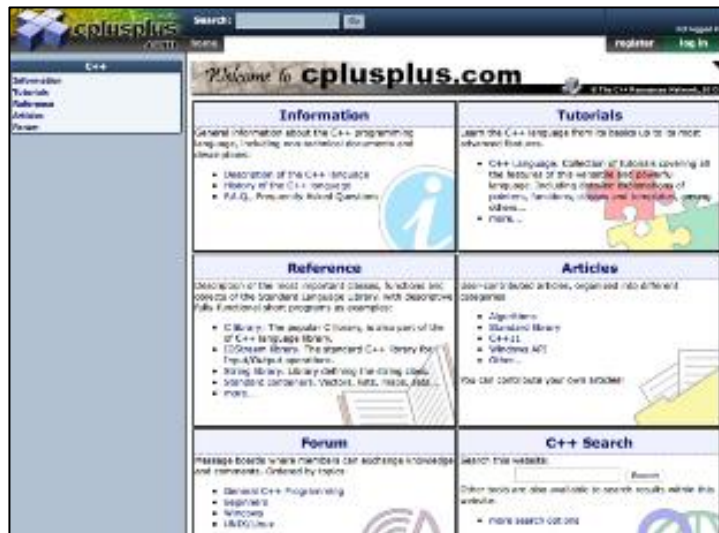 cplusplus
.com
Search:
Go
not logged in
home
register
log in
C++
Information
Tutorials
Reference
Articles
Forum
Welcome to cplusplus.com
© The C++ Resources Network,
Information
General information about the C++ programming
language, including non-technical documents and
descriptions:
Description of the C++ language
History of the C++ language
F.A.Q., Frequently Asked Questions
Tutorials
Learn the C++ language from its basics up to its most
advanced features.
C++ Language: Collection of tutorials covering all
the features of this versatile and powerful
language. Including detailed explanations of
pointers, functions, classes and templates, among
others...
more...
Reference
Description of the most important classes, functions and
objects of the Standard Language Library, with descriptive
fully-functional short programs as examples:
C library: The popular C library, is also part of the
of C++ language library.
IOStream library. The standard C++ library for
Input/Output operations.
String library. Library defining the string class.
Standard containers. Vectors, lists, maps, sets...
more...
Articles
User-contributed articles, organized into different
categories
Algorithms
Standard library
C++11
Windows API
Other...
You can contribute your own articles!
Forum
Message boards where members can exchange knowledge
and comments. Ordered by topics:
General C++ Programming
Beginners
Windows
UNIX/Linux
C++ Search
Search this website:
Search
Other tools are also available to search results within this
website:
more search options